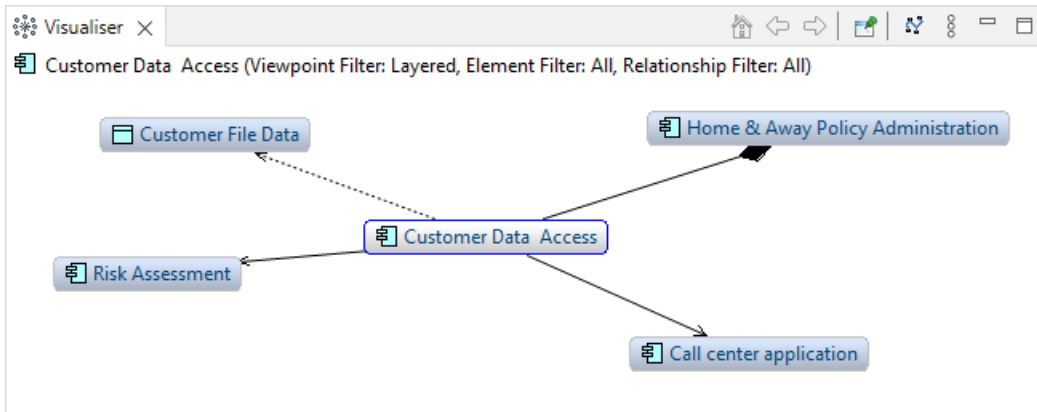 Visualiser
Customer Data  Access (Viewpoint Filter: Layered, Element Filter: All, Relationship Filter: All)
Customer File Data
Home & Away Policy Administration
Customer Data  Access
Risk Assessment
Call center application